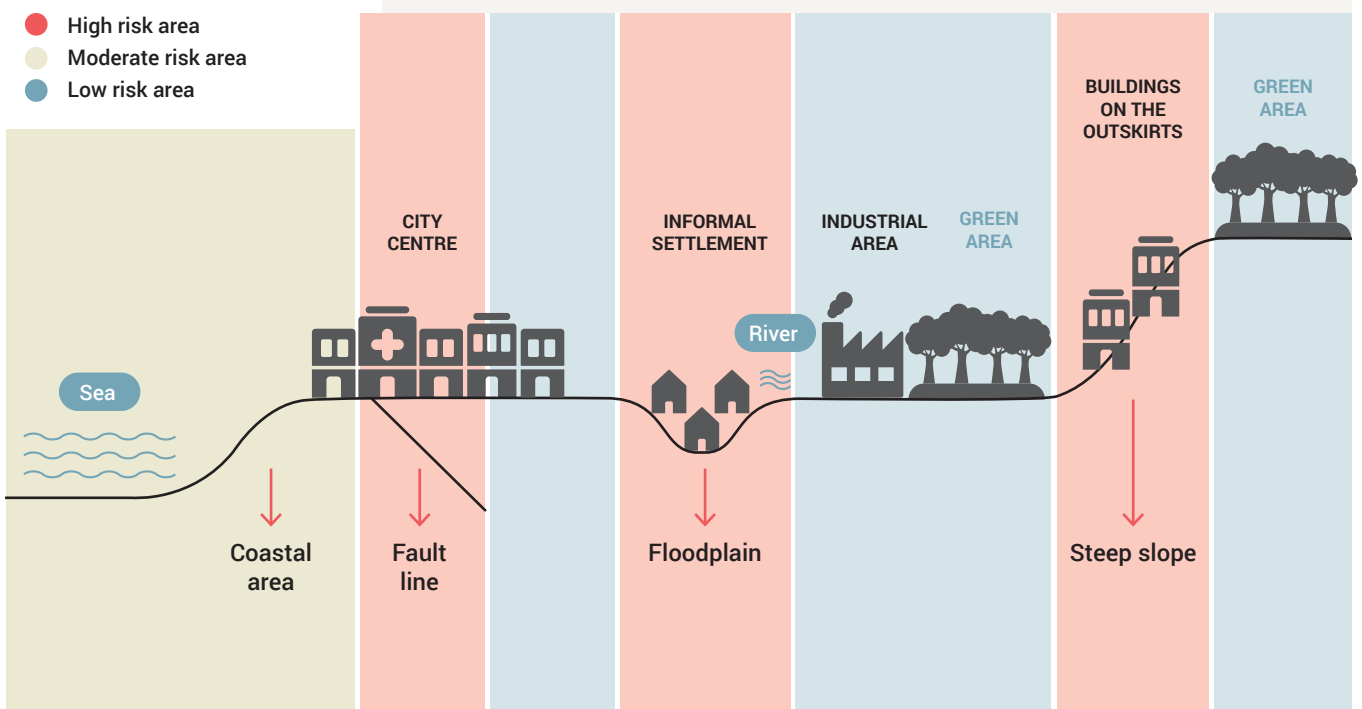 High risk area
Moderate risk area
Low risk area
BUILDINGS
ON THE
OUTSKIRTS
GREEN
AREA
CITY
CENTRE
INFORMAL
SETTLEMENT
INDUSTRIAL
AREA
GREEN
AREA
River
Sea
Coastal
area
Fault
line
Floodplain
Steep slope